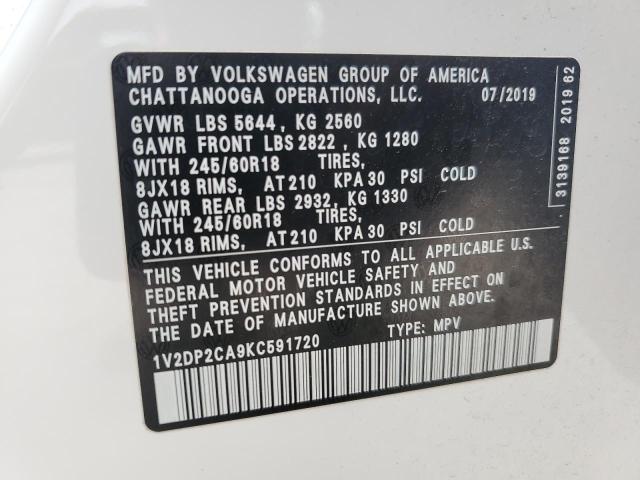 MFD BY VOLKSWAGEN GROUP OF AMERICA
CHATTANOOGA OPERATIONS, LLC. 07/2019
GVWR LBS 5644 , KG 2560
GAWR FRONT LBS 2822 , KG 1280
WITH 245/60R18 TIRES,
8JX18 RIMS, AT 210 KPA 30 PSI COLD
GAWR REAR LBS 2932, KG 1330
WITH 245/60R18 TIRES,
8JX18 RIMS, AT 210 KPA 30 PSI COLD
THIS VEHICLE CONFORMS TO ALL APPLICABLE U.S.
FEDERAL MOTOR VEHICLE SAFETY AND
THEFT PREVENTION STANDARDS IN EFFECT ON
THE DATE OF MANUFACTURE SHOWN ABOVE.
1V2DP2CA9KC591720 TYPE: MPV
3139168 2019 62